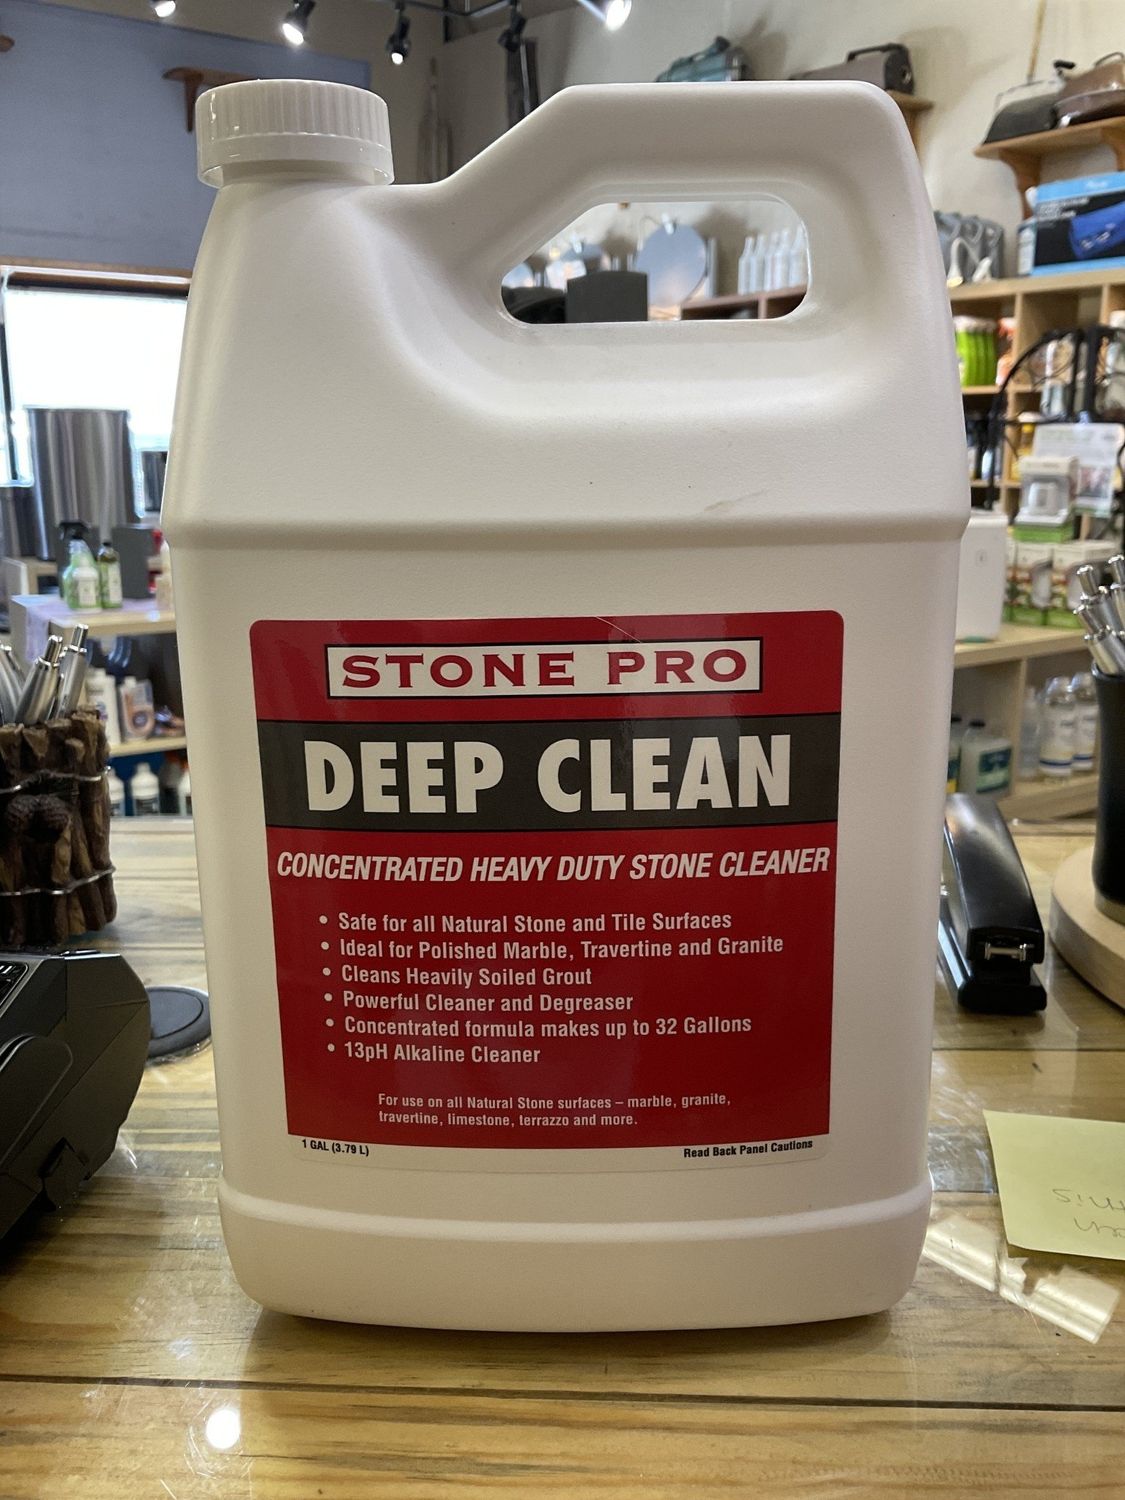 STONE PRO
DEEP CLEAN
CONCENTRATED HEAVY DUTY STONE CLEANER
• Safe for all Natural Stone and Tile Surfaces
• Ideal for Polished Marble, Travertine and Granite
• Cleans Heavily Soiled Grout
• Powerful Cleaner and Degreaser
• Concentrated formula makes up to 32 Gallons
• 13pH Alkaline Cleaner
For use on all Natural Stone surfaces – marble, granite,
travertine, limestone, terrazzo and more.
1 GAL (3.79 L)
Read Back Panel Cautions